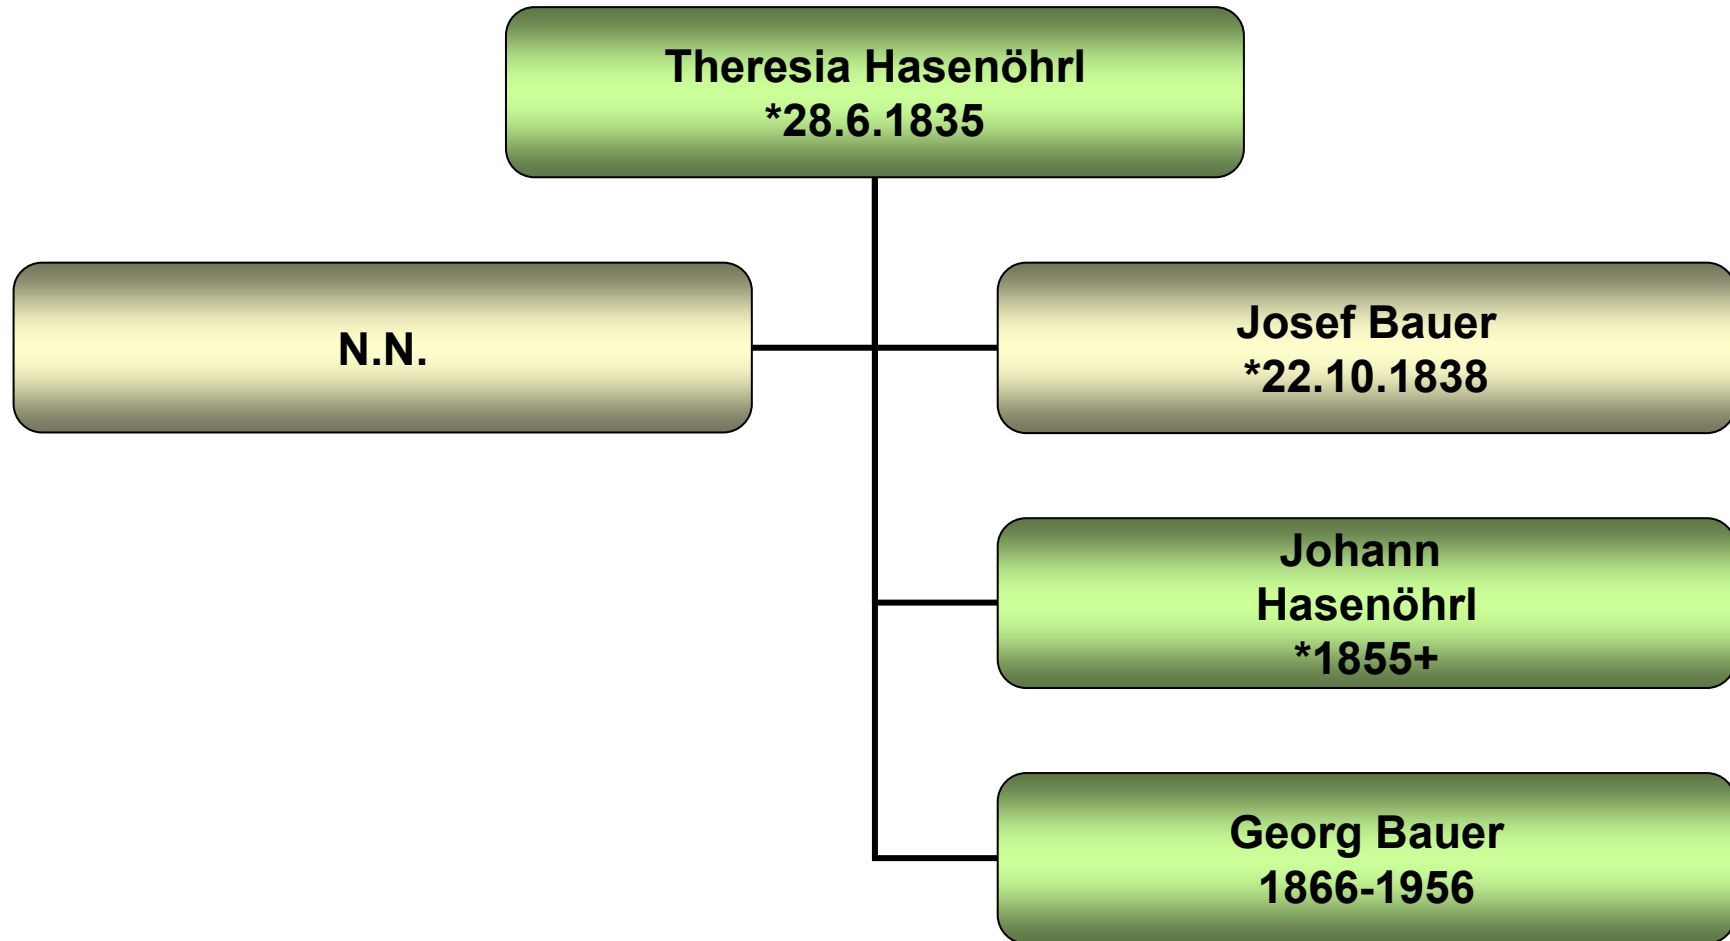 Theresia Hasenöhrl
*28.6.1835
N.N.
Josef Bauer
*22.10.1838
Johann
Hasenöhrl
*1855+
Georg Bauer
1866-1956